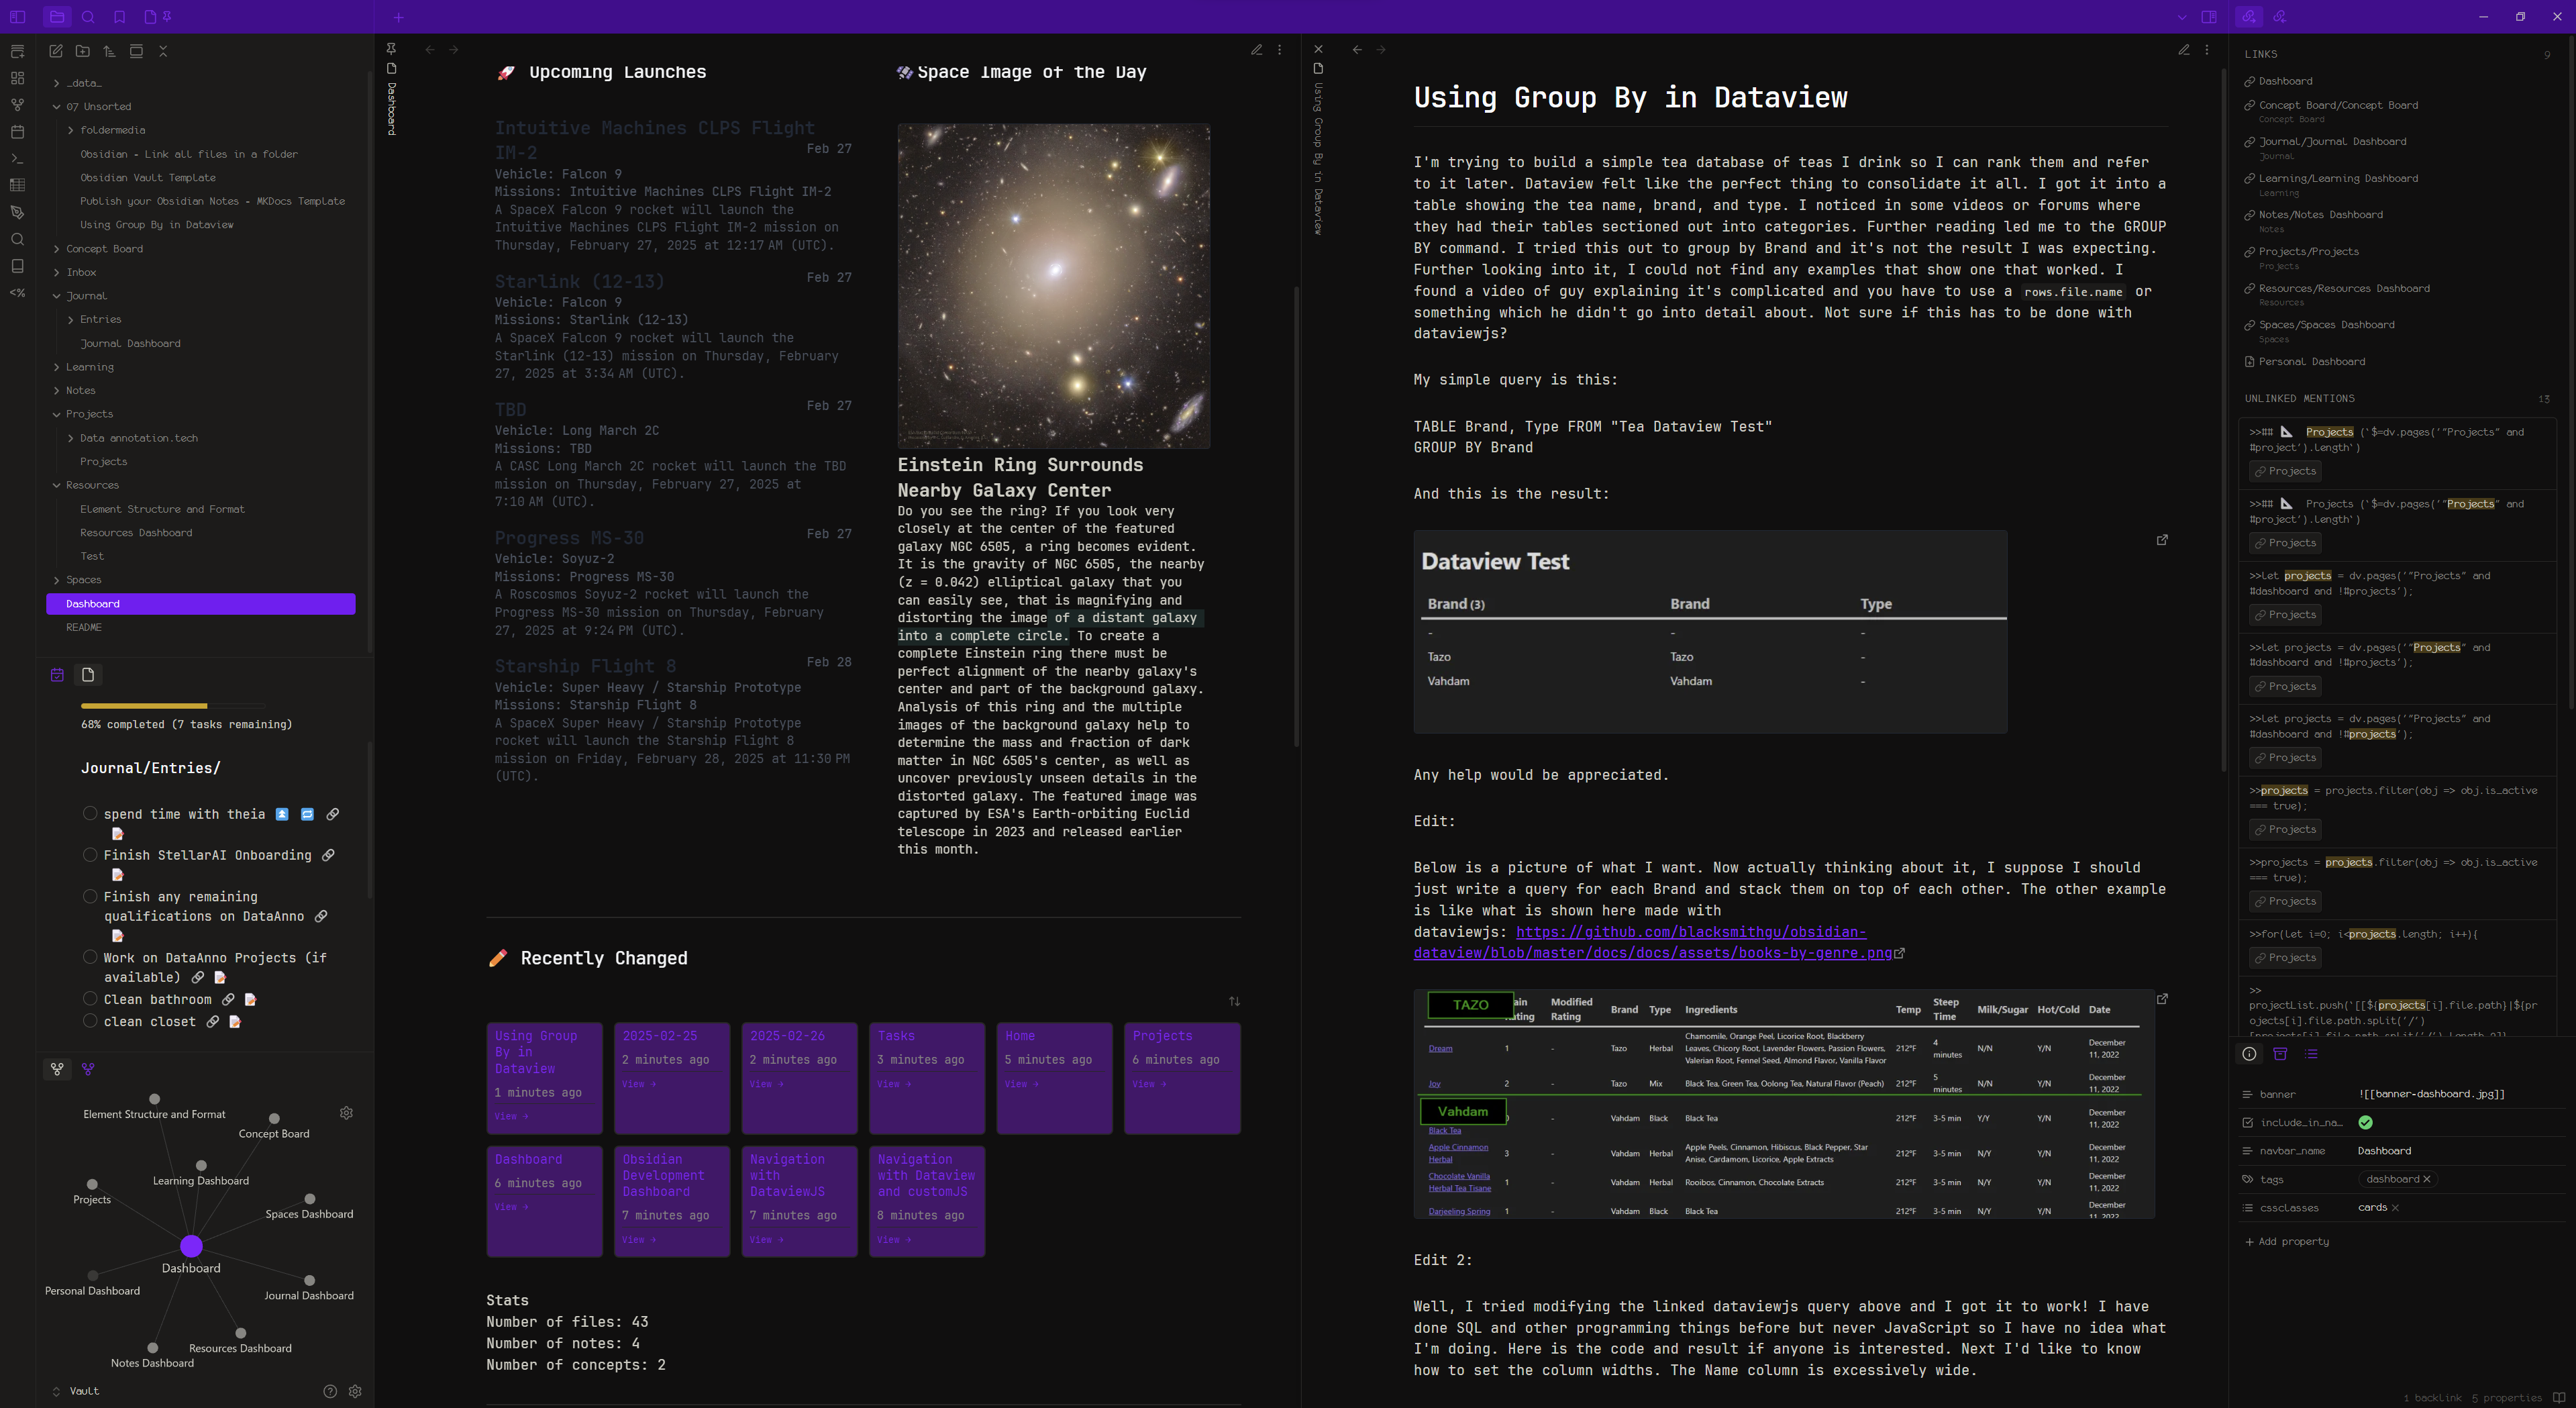 _data_
07 Unsorted
foldermedia
Obsidian - Link all files in a folder
Obsidian Vault Template
Publish your Obsidian Notes - MKDocs Template
Using Group By in Dataview
Concept Board
Inbox
Journal
Entries
Journal Dashboard
Learning
Notes
Projects
Data annotation.tech
Projects
Resources
Element Structure and Format
Resources Dashboard
Test
Spaces
Dashboard
README
68% completed (7 tasks remaining)
Journal/Entries/
spend time with theia
Finish StellarAI Onboarding
Finish any remaining
qualifications on DataAnno
Work on DataAnno Projects (if
available)
Clean bathroom
clean closet
Element Structure and Format
Concept Board
Learning Dashboard
Projects
Spaces Dashboard
Dashboard
Personal Dashboard
Journal Dashboard
Resources Dashboard
Notes Dashboard
Vault
Dashboard
Upcoming Launches
Intuitive Machines CLPS Flight
IM-2
Feb 27
Vehicle: Falcon 9
Missions: Intuitive Machines CLPS Flight IM-2
A SpaceX Falcon 9 rocket will launch the
Intuitive Machines CLPS Flight IM-2 mission on
Thursday, February 27, 2025 at 12:17 AM (UTC).
Starlink (12-13)
Feb 27
Vehicle: Falcon 9
Missions: Starlink (12-13)
A SpaceX Falcon 9 rocket will launch the
Starlink (12-13) mission on Thursday, February
27, 2025 at 3:34 AM (UTC).
TBD
Feb 27
Vehicle: Long March 2C
Missions: TBD
A CASC Long March 2C rocket will launch the TBD
mission on Thursday, February 27, 2025 at
7:10 AM (UTC).
Progress MS-30
Feb 27
Vehicle: Soyuz-2
Missions: Progress MS-30
A Roscosmos Soyuz-2 rocket will launch the
Progress MS-30 mission on Thursday, February
27, 2025 at 9:24 PM (UTC).
Starship Flight 8
Feb 28
Vehicle: Super Heavy / Starship Prototype
Missions: Starship Flight 8
A SpaceX Super Heavy / Starship Prototype
rocket will launch the Starship Flight 8
mission on Friday, February 28, 2025 at 11:30 PM
(UTC).
Space Image of the Day
Einstein Ring Surrounds
Nearby Galaxy Center
Do you see the ring? If you look very
closely at the center of the featured
galaxy NGC 6505, a ring becomes evident.
It is the gravity of NGC 6505, the nearby
(z = 0.042) elliptical galaxy that you
can easily see, that is magnifying and
distorting the image of a distant galaxy
into a complete circle. To create a
complete Einstein ring there must be
perfect alignment of the nearby galaxy's
center and part of the background galaxy.
Analysis of this ring and the multiple
images of the background galaxy help to
determine the mass and fraction of dark
matter in NGC 6505's center, as well as
uncover previously unseen details in the
distorted galaxy. The featured image was
captured by ESA's Earth-orbiting Euclid
telescope in 2023 and released earlier
this month.
Recently Changed
Using Group
By in
Dataview
1 minutes ago
View →
2025-02-25
2 minutes ago
View →
2025-02-26
2 minutes ago
View →
Tasks
3 minutes ago
View →
Home
5 minutes ago
View →
Projects
6 minutes ago
View →
Dashboard
6 minutes ago
View →
Obsidian
Development
Dashboard
7 minutes ago
View →
Navigation
with
DataviewJS
7 minutes ago
View →
Navigation
with Dataview
and customJS
8 minutes ago
View →
Stats
Number of files: 43
Number of notes: 4
Number of concepts: 2
Using Group By in Dataview
Using Group By in Dataview
I'm trying to build a simple tea database of teas I drink so I can rank them and refer
to it later. Dataview felt like the perfect thing to consolidate it all. I got it into a
table showing the tea name, brand, and type. I noticed in some videos or forums where
they had their tables sectioned out into categories. Further reading led me to the GROUP
BY command. I tried this out to group by Brand and it's not the result I was expecting.
Further looking into it, I could not find any examples that show one that worked. I
found a video of guy explaining it's complicated and you have to use a rows.file.name or
something which he didn't go into detail about. Not sure if this has to be done with
dataviewjs?
My simple query is this:
TABLE Brand, Type FROM "Tea Dataview Test"
GROUP BY Brand
And this is the result:
Dataview Test
Brand (3) Brand Type
- - -
Tazo Tazo -
Vahdam Vahdam -
Any help would be appreciated.
Edit:
Below is a picture of what I want. Now actually thinking about it, I suppose I should
just write a query for each Brand and stack them on top of each other. The other example
is like what is shown here made with
dataviewjs: https://github.com/blacksmithgu/obsidian-
dataview/blob/master/docs/docs/assets/books-by-genre.png
TAZO
ain
ating
Modified
Rating
Brand Type Ingredients Temp
Steep
Time
Milk/Sugar Hot/Cold Date
Dream 1 - Tazo Herbal
Chamomile, Orange Peel, Licorice Root, Blackberry
Leaves, Chicory Root, Lavender Flowers, Passion Flowers,
Valerian Root, Fennel Seed, Almond Flavor, Vanilla Flavor
212°F
4
minutes
N/N Y/N
December
11, 2022
Joy 2 - Tazo Mix Black Tea, Green Tea, Oolong Tea, Natural Flavor (Peach) 212°F
5
minutes
N/N Y/N
December
11, 2022
Vahdam
Black Tea
- Vahdam Black Black Tea 212°F 3-5 min Y/Y Y/N
December
11, 2022
Apple Cinnamon
Herbal
3 - Vahdam Herbal
Apple Peels, Cinnamon, Hibiscus, Black Pepper, Star
Anise, Cardamom, Licorice, Apple Extracts
212°F 3-5 min N/Y Y/N
December
11, 2022
Chocolate Vanilla
Herbal Tea Tisane
1 - Vahdam Herbal Rooibos, Cinnamon, Chocolate Extracts 212°F 3-5 min N/Y Y/N
December
11, 2022
Darjeeling Spring 1 - Vahdam Black Black Tea 212°F 3-5 min N/Y Y/N
December
11, 2022
Edit 2:
Well, I tried modifying the linked dataviewjs query above and I got it to work! I have
done SQL and other programming things before but never JavaScript so I have no idea what
I'm doing. Here is the code and result if anyone is interested. Next I'd like to know
how to set the column widths. The Name column is excessively wide.
LINKS 9
Dashboard
Concept Board/Concept Board
Concept Board
Journal/Journal Dashboard
Journal
Learning/Learning Dashboard
Learning
Notes/Notes Dashboard
Notes
Projects/Projects
Projects
Resources/Resources Dashboard
Resources
Spaces/Spaces Dashboard
Spaces
Personal Dashboard
UNLINKED MENTIONS 13
>>## Projects (`$=dv.pages('"Projects" and
#project').length`)
Projects
>>## Projects (`$=dv.pages('"Projects" and
#project').length`)
Projects
>>let projects = dv.pages('"Projects" and
#dashboard and !#projects');
Projects
>>let projects = dv.pages('"Projects" and
#dashboard and !#projects');
Projects
>>let projects = dv.pages('"Projects" and
#dashboard and !#projects');
Projects
>>projects = projects.filter(obj => obj.is_active
=== true);
Projects
>>projects = projects.filter(obj => obj.is_active
=== true);
Projects
>>for(let i=0; i<projects.length; i++){
Projects
>>
projectList.push(`[[${projects[i].file.path}|${pr
ojects[i].file.path.split('/')
banner ![[banner-dashboard.jpg]]
include_in_na…
navbar_name Dashboard
tags dashboard
cssclasses cards
Add property
1 backlink 5 properties